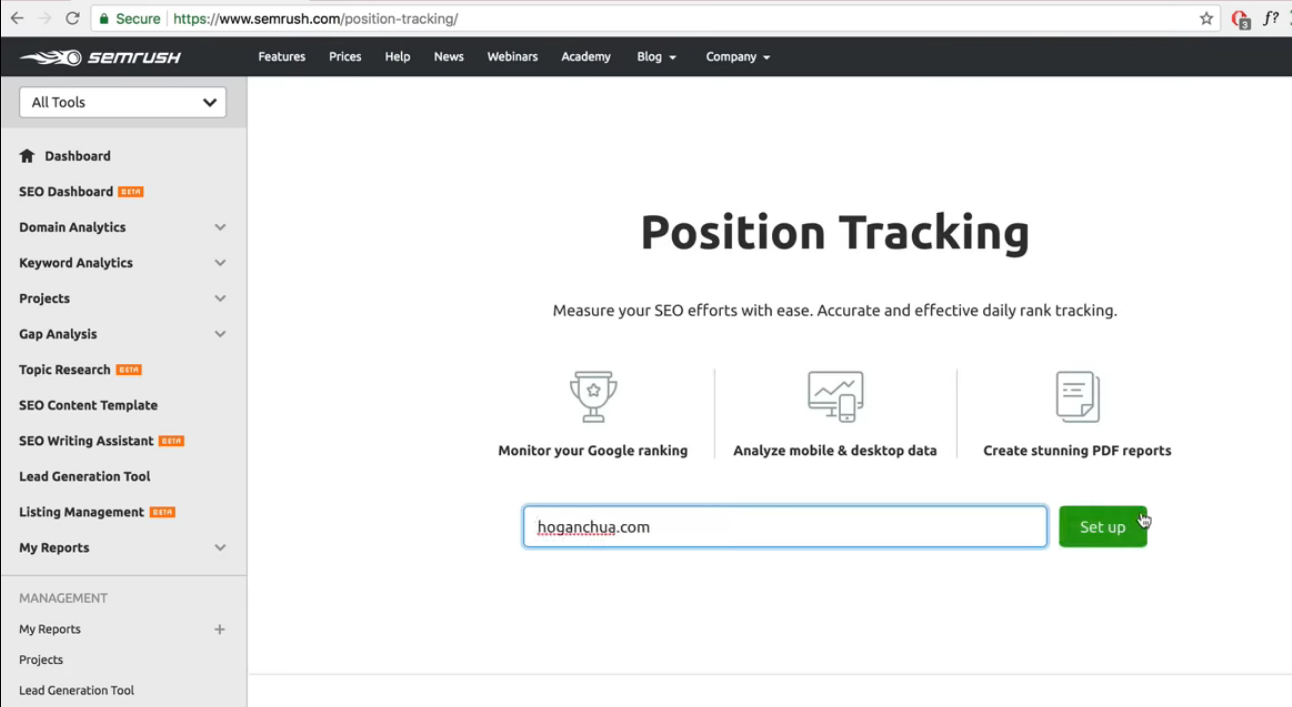 Secure https://www.semrush.com/position-tracking/
3
f?
semrush
Features Prices Help News Webinars Academy Blog Company
All Tools
Dashboard
SEO Dashboard BETA
Domain Analytics
Keyword Analytics
Projects
Gap Analysis
Topic Research BETA
SEO Content Template
SEO Writing Assistant BETA
Lead Generation Tool
Listing Management BETA
My Reports
MANAGEMENT
My Reports +
Projects
Lead Generation Tool
Position Tracking
Measure your SEO efforts with ease. Accurate and effective daily rank tracking.
Monitor your Google ranking
Analyze mobile & desktop data
Create stunning PDF reports
hoganchua.com
Set up